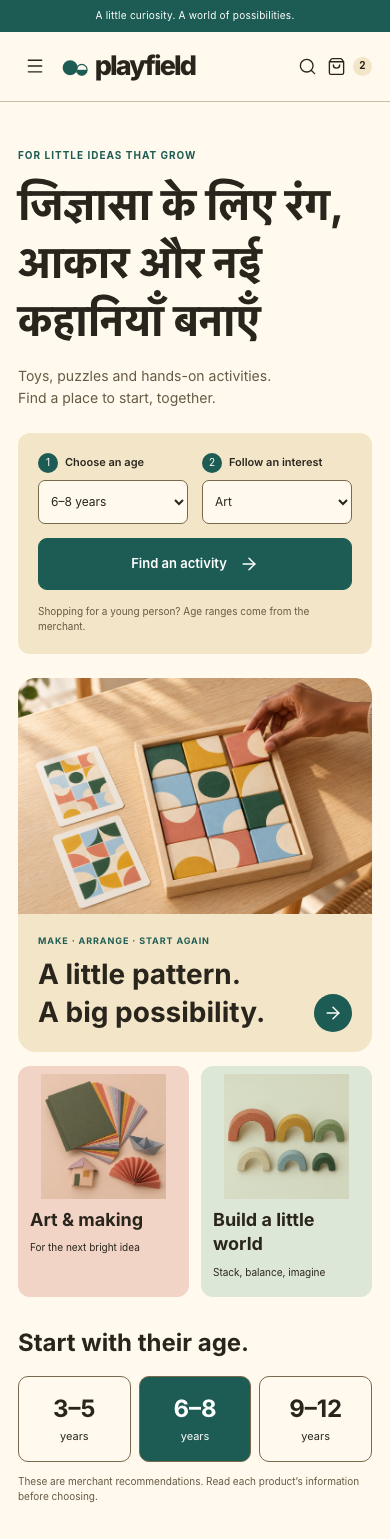 A little curiosity. A world of possibilities.
playfield
2
FOR LITTLE IDEAS THAT GROW
जिज्ञासा के लिए रंग,
आकार और नई
कहानियाँ बनाएँ
Toys, puzzles and hands-on activities.
Find a place to start, together.
1 Choose an age
2 Follow an interest
6–8 years
Art
Find an activity
Shopping for a young person? Age ranges come from the
merchant.
MAKE · ARRANGE · START AGAIN
A little pattern.
A big possibility.
Art & making
For the next bright idea
Build a little
world
Stack, balance, imagine
Start with their age.
3–5
years
6–8
years
9–12
years
These are merchant recommendations. Read each product's information
before choosing.